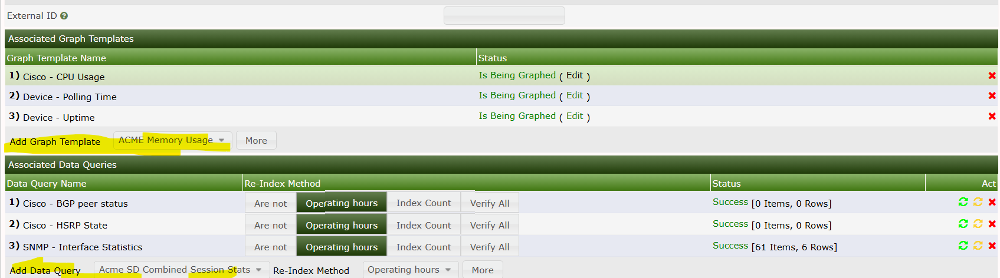 External ID
Associated Graph Templates
Graph Template Name Status
1) Cisco - CPU Usage Is Being Graphed ( Edit )
2) Device - Polling Time Is Being Graphed ( Edit )
3) Device - Uptime Is Being Graphed ( Edit )
Add Graph Template ACME Memory Usage More
Associated Data Queries
Data Query Name Re-Index Method Status Act
1) Cisco - BGP peer status Are not Operating hours Index Count Verify All Success [0 Items, 0 Rows]
2) Cisco - HSRP State Are not Operating hours Index Count Verify All Success [0 Items, 0 Rows]
3) SNMP - Interface Statistics Are not Operating hours Index Count Verify All Success [61 Items, 6 Rows]
Add Data Query Acme SD Combined Session Stats Re-Index Method Operating hours More